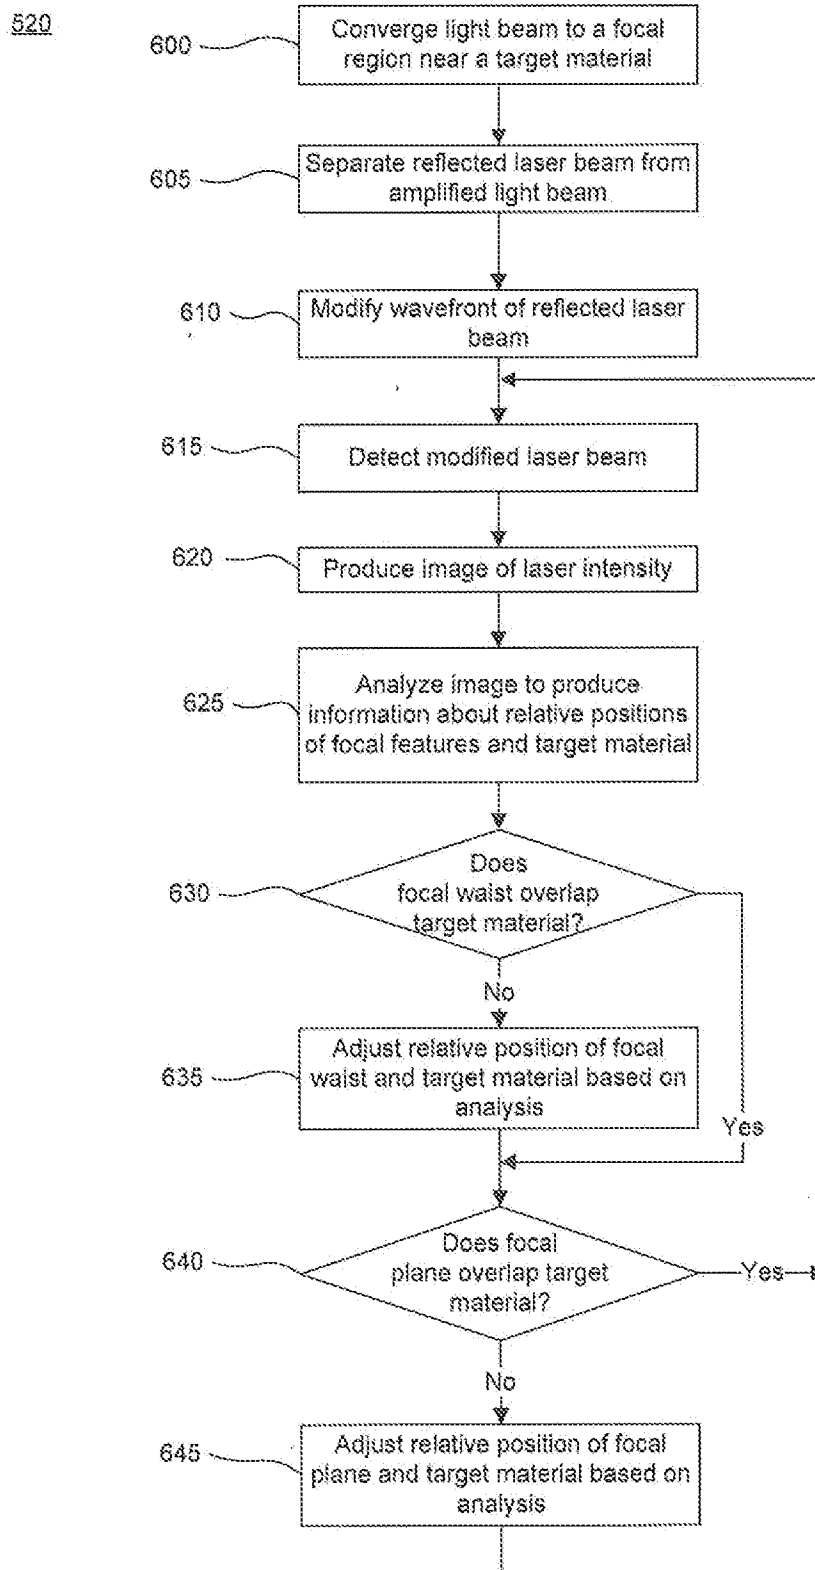 520
600
Converge light beam to a focal
region near a target material
605
Separate reflected laser beam from
amplified light beam
610
Modify wavefront of reflected laser
beam
615
Detect modified laser beam
620
Produce image of laser intensity
625
Analyze image to produce
information about relative positions
of focal features and target material
630
Does
focal waist overlap
target material?
No
635
Adjust relative position of focal
waist and target material based on
analysis
Yes
640
Does focal
plane overlap target
material?
Yes
No
645
Adjust relative position of focal
plane and target material based on
analysis